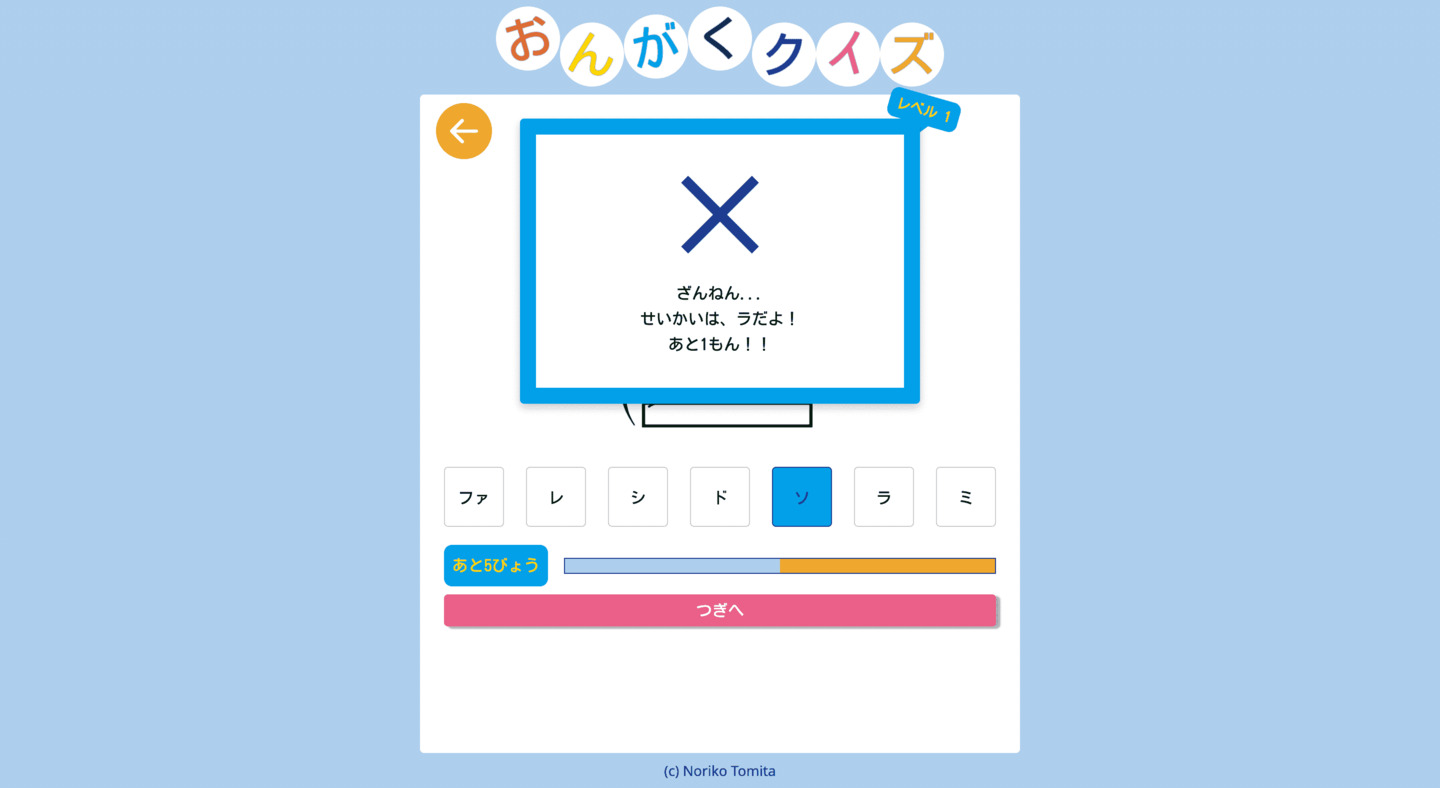 おんがくクイズ
レベル 1
ざんねん...
せいかいは、ラだよ！
あと1もん！！
ファ
レ
シ
ド
ソ
ラ
ミ
あと5びょう
つぎへ
(c) Noriko Tomita